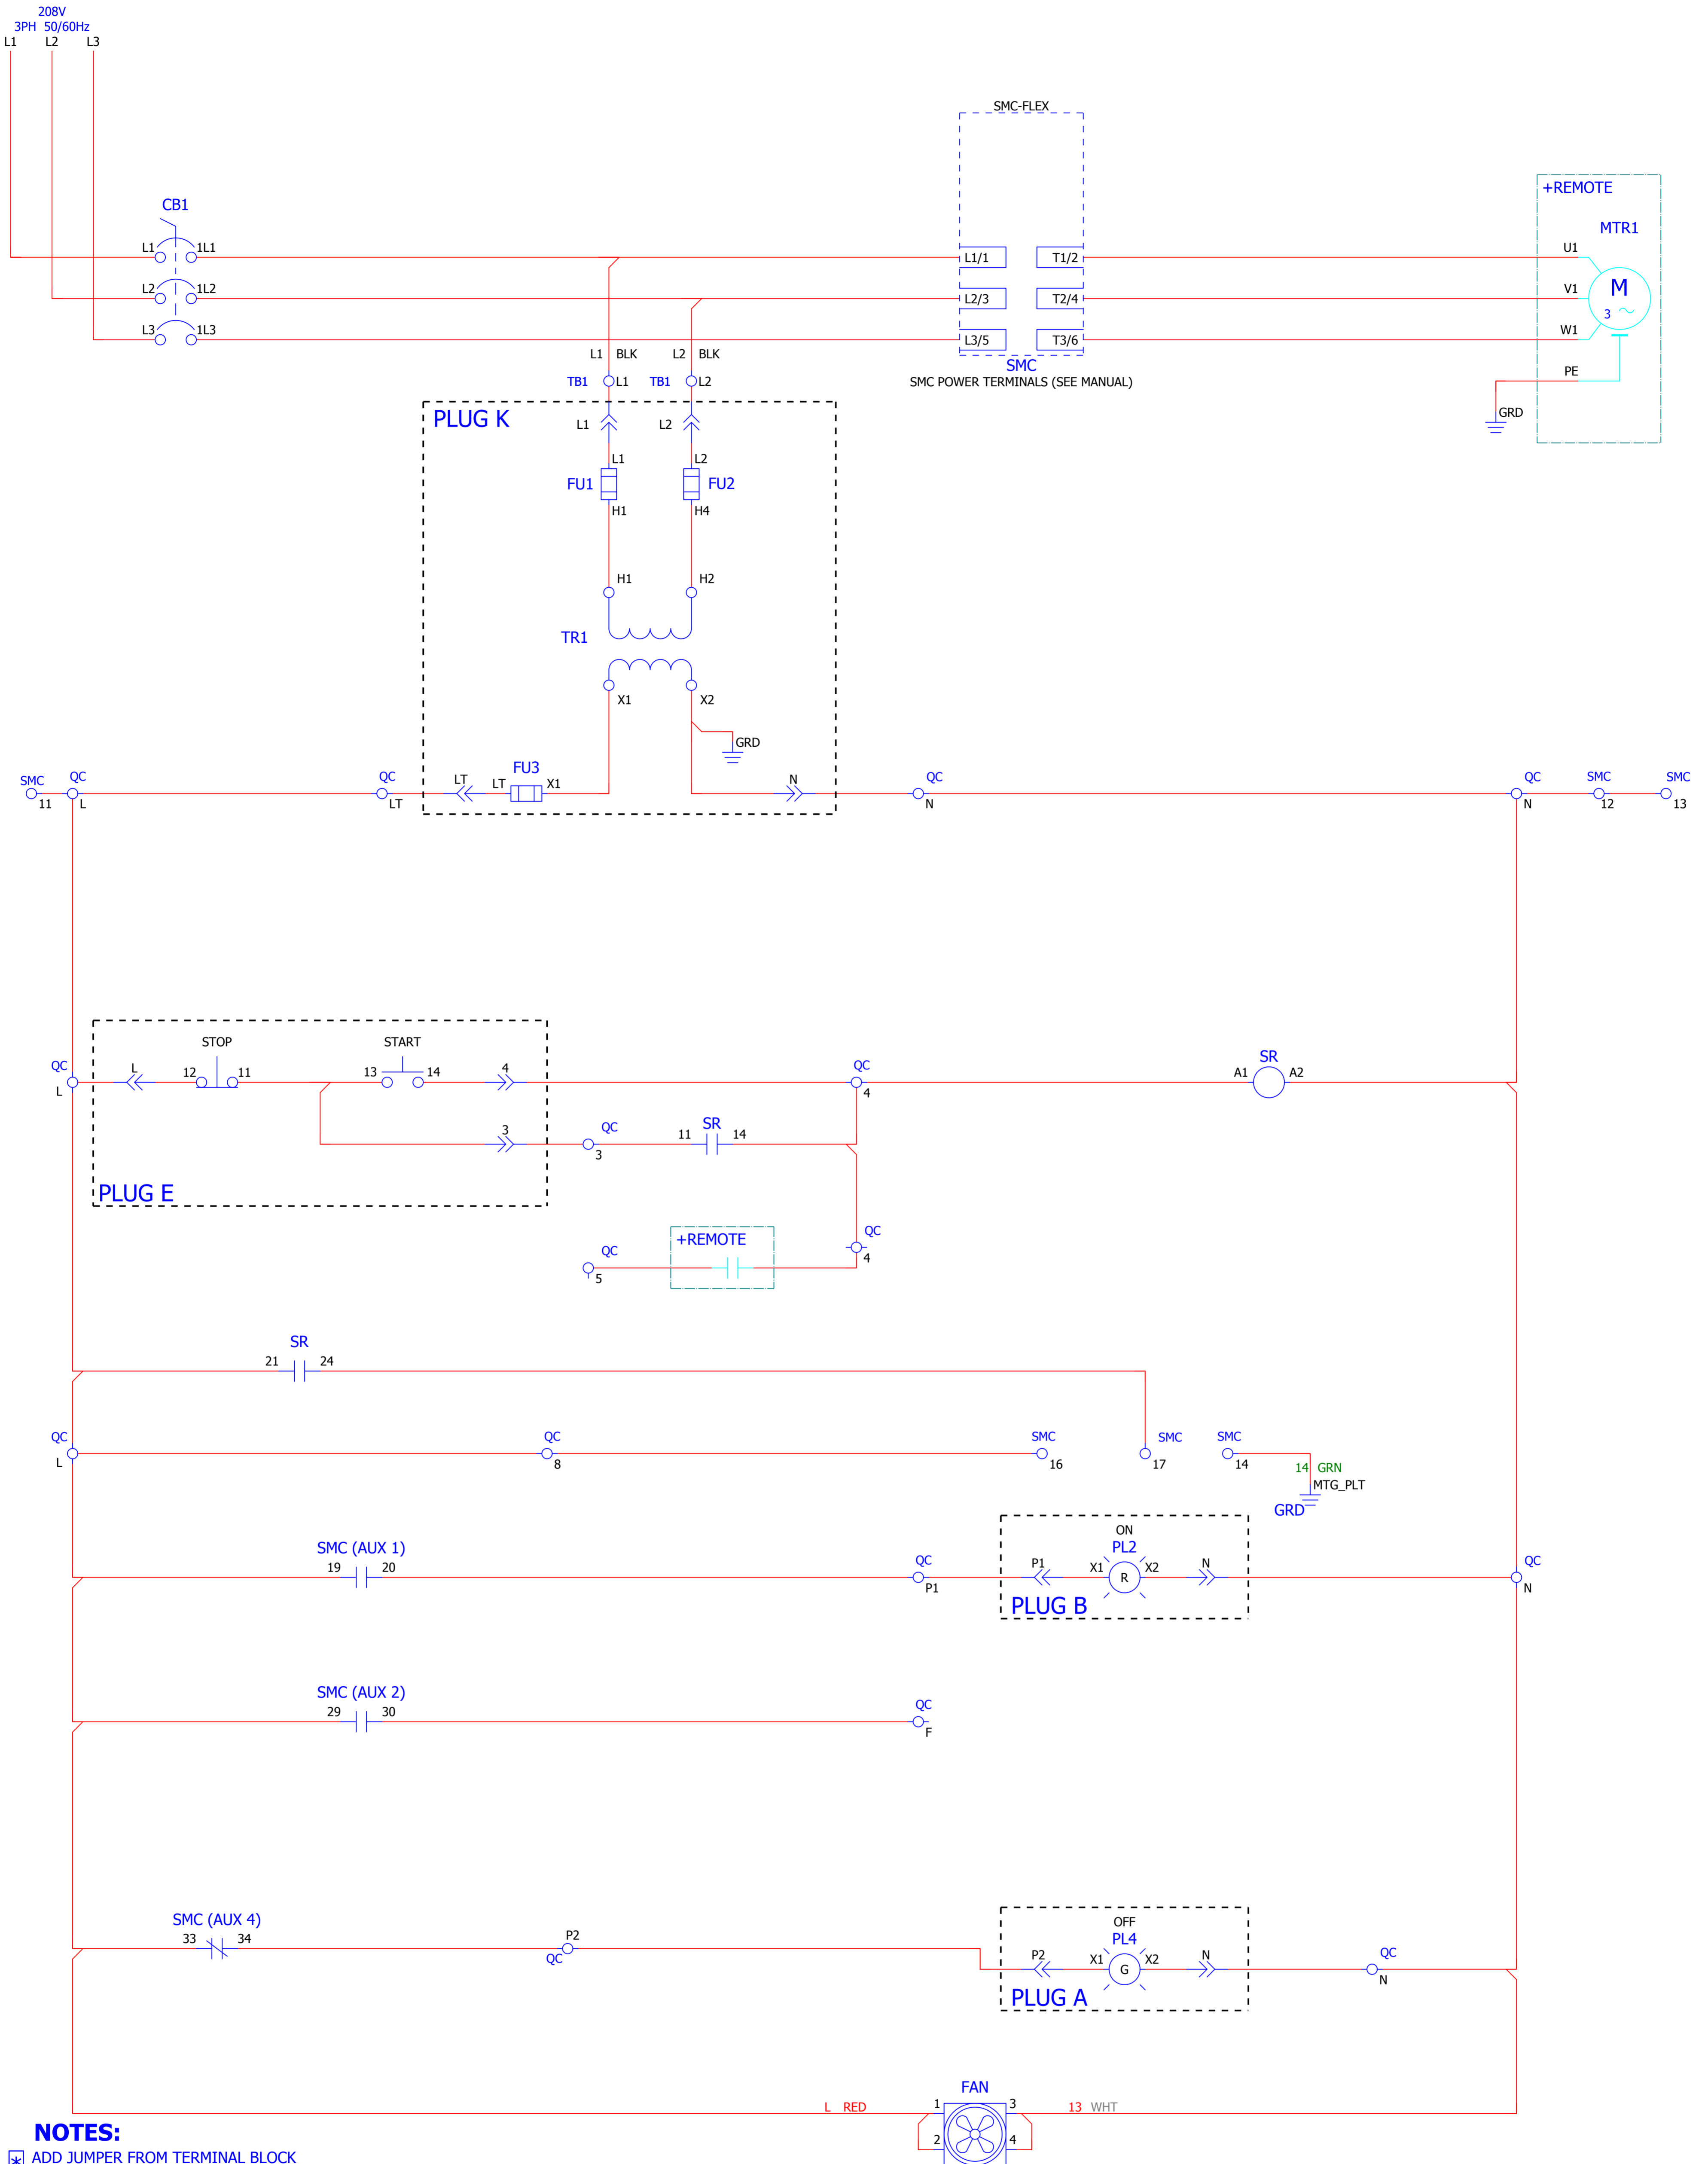 208V
3PH 50/60Hz
L1 L2 L3
SMC-FLEX
+REMOTE
CB1
MTR1
L1 1L1 L1/1 T1/2 U1
L2 1L2 L2/3 T2/4 V1
M
3
L3 1L3 L3/5 T3/6 W1
L1 BLK L2 BLK
SMC
PE
TB1 L1 TB1 L2
SMC POWER TERMINALS (SEE MANUAL)
GRD
PLUG K
L1 L2
L1 L2
FU1 FU2
H1 H4
H1 H2
TR1
X1 X2
GRD
FU3
SMC QC QC LT LT X1 N QC QC SMC SMC
11 L LT N N 12 13
STOP START
QC L 12 11 13 14 4 QC A1 SR A2
L 4
3 QC 11 SR 14
3
PLUG E
QC
+REMOTE
4
QC
5
SR
21 24
QC QC SMC SMC SMC
L 8 16 17 14
14 GRN
MTG_PLT
GRD
ON
SMC (AUX 1) PL2
19 20 QC P1 X1 R X2 N QC
P1 N
PLUG B
SMC (AUX 2)
29 30 QC
F
OFF
SMC (AUX 4) PL4
33 34 P2 P2 X1 G X2 N QC
QC N
PLUG A
FAN
L RED 1 3 13 WHT
2 4
NOTES:
* ADD JUMPER FROM TERMINAL BLOCK